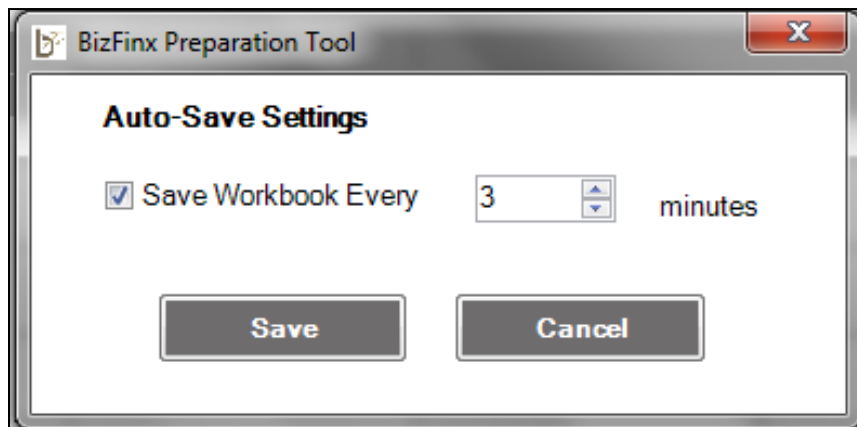 BizFinx Preparation Tool
Auto-Save Settings
Save Workbook Every 3 minutes
Save Cancel